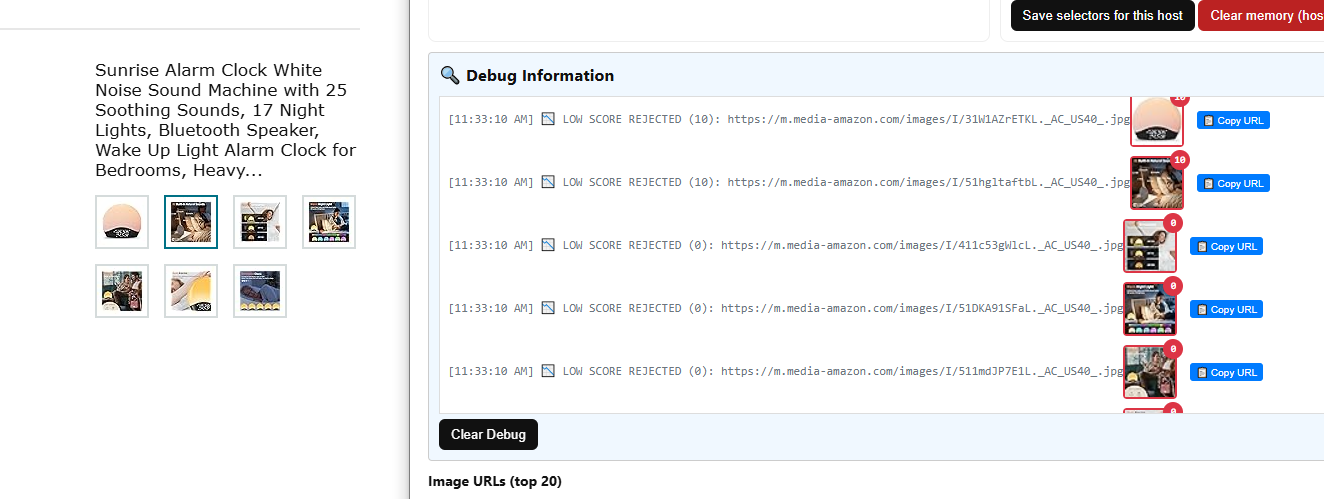 Save selectors for this host
Clear memory (hos
Sunrise Alarm Clock White
Noise Sound Machine with 25
Soothing Sounds, 17 Night
Lights, Bluetooth Speaker,
Wake Up Light Alarm Clock for
Bedrooms, Heavy...
Debug Information
[11:33:10 AM] LOW SCORE REJECTED (10): https://m.media-amazon.com/images/I/31W1AZrETKL._AC_US40_.jpg 10 Copy URL
[11:33:10 AM] LOW SCORE REJECTED (10): https://m.media-amazon.com/images/I/51hgltaftbL._AC_US40_.jpg 10 Copy URL
[11:33:10 AM] LOW SCORE REJECTED (0): https://m.media-amazon.com/images/I/411c53gWlcL._AC_US40_.jpg 0 Copy URL
[11:33:10 AM] LOW SCORE REJECTED (0): https://m.media-amazon.com/images/I/51DKA91SFaL._AC_US40_.jpg 0 Copy URL
[11:33:10 AM] LOW SCORE REJECTED (0): https://m.media-amazon.com/images/I/511mdJP7E1L._AC_US40_.jpg 0 Copy URL
Clear Debug
Image URLs (top 20)